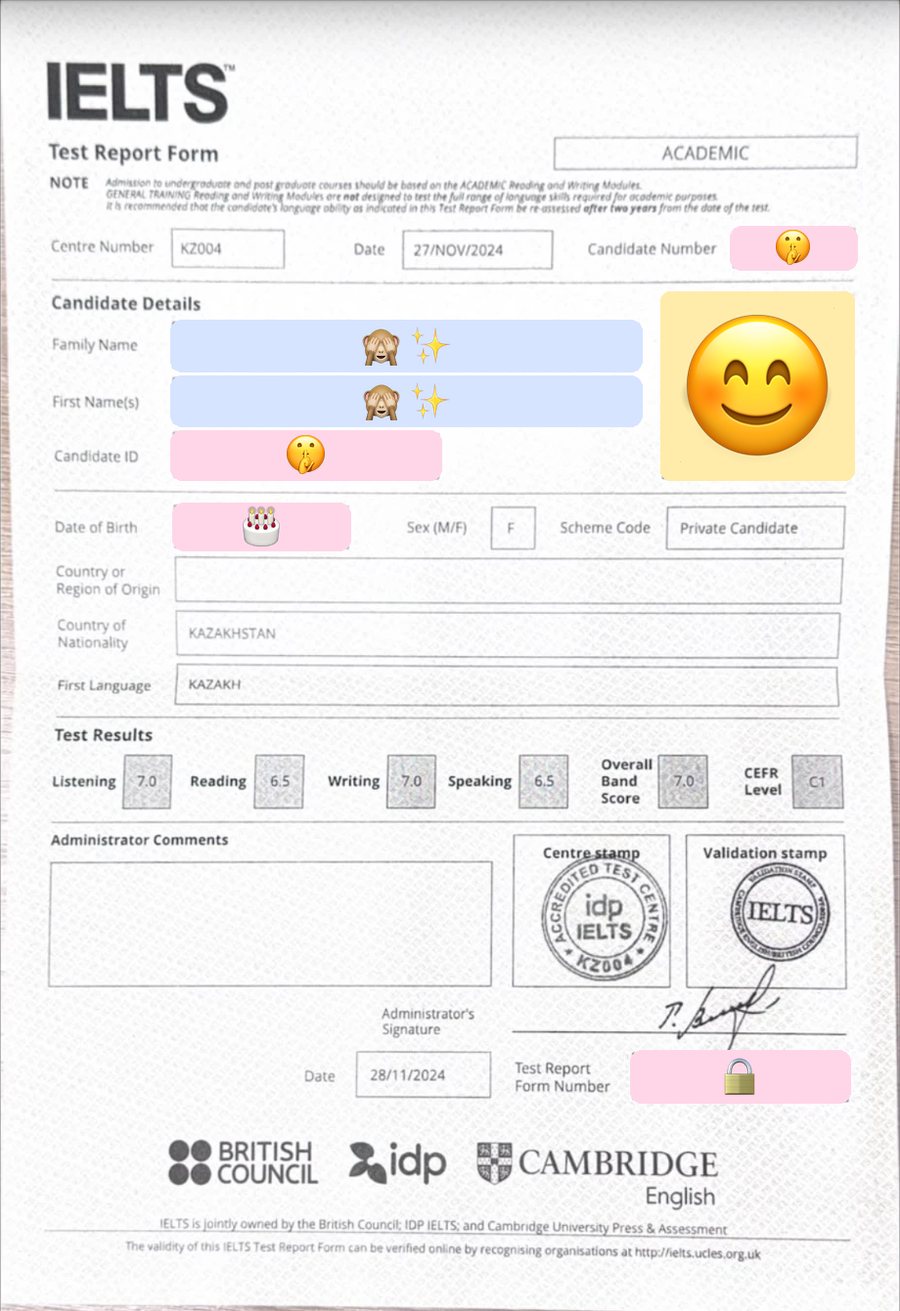 IELTS™
Test Report Form
ACADEMIC
NOTE Admission to undergraduate and post graduate courses should be based on the ACADEMIC Reading and Writing Modules.
GENERAL TRAINING Reading and Writing Modules are not designed to test the full range of language skills required for academic purposes.
It is recommended that the candidate's language ability as indicated in this Test Report Form be re-assessed after two years from the date of the test.
Centre Number KZ004 Date 27/NOV/2024 Candidate Number
Candidate Details
Family Name
First Name(s)
Candidate ID
Date of Birth Sex (M/F) F Scheme Code Private Candidate
Country or
Region of Origin
Country of
Nationality
KAZAKHSTAN
First Language KAZAKH
Test Results
Listening 7.0 Reading 6.5 Writing 7.0 Speaking 6.5 Overall Band Score 7.0 CEFR Level C1
Administrator Comments
Centre stamp
ACCREDITED TEST CENTRE
idp
IELTS
KZ004
Validation stamp
VALIDATION STAMP
IELTS
Administrator's
Signature
Date 28/11/2024
Test Report
Form Number
BRITISH
COUNCIL
idp
CAMBRIDGE
English
IELTS is jointly owned by the British Council; IDP IELTS; and Cambridge University Press & Assessment
The validity of this IELTS Test Report Form can be verified online by recognising organisations at http://ielts.ucles.org.uk